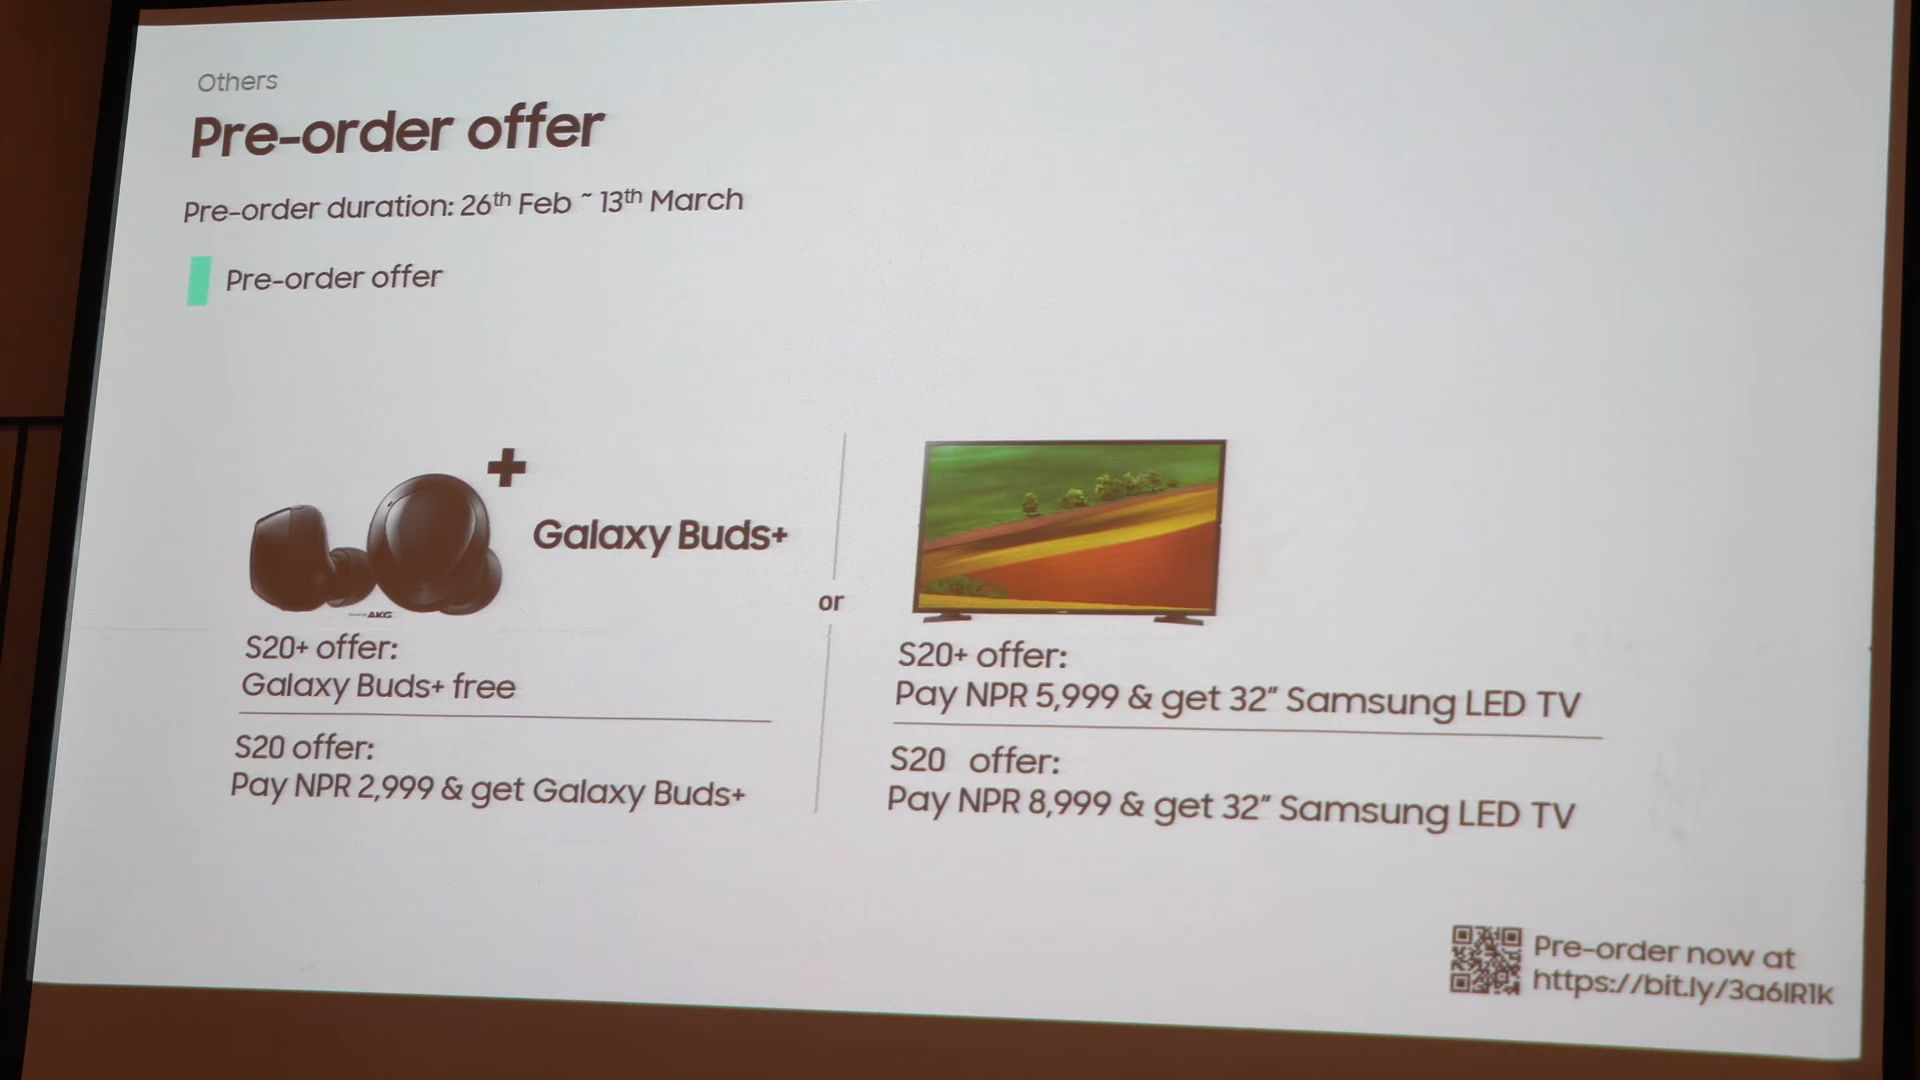 Others
Pre-order offer
Pre-order duration: 26th Feb ~ 13th March
Pre-order offer
Galaxy Buds+
AKG
S20+ offer:
Galaxy Buds+ free
S20 offer:
Pay NPR 2,999 & get Galaxy Buds+
or
S20+ offer:
Pay NPR 5,999 & get 32" Samsung LED TV
S20 offer:
Pay NPR 8,999 & get 32" Samsung LED TV
Pre-order now at
https://bit.ly/3a6IR1k